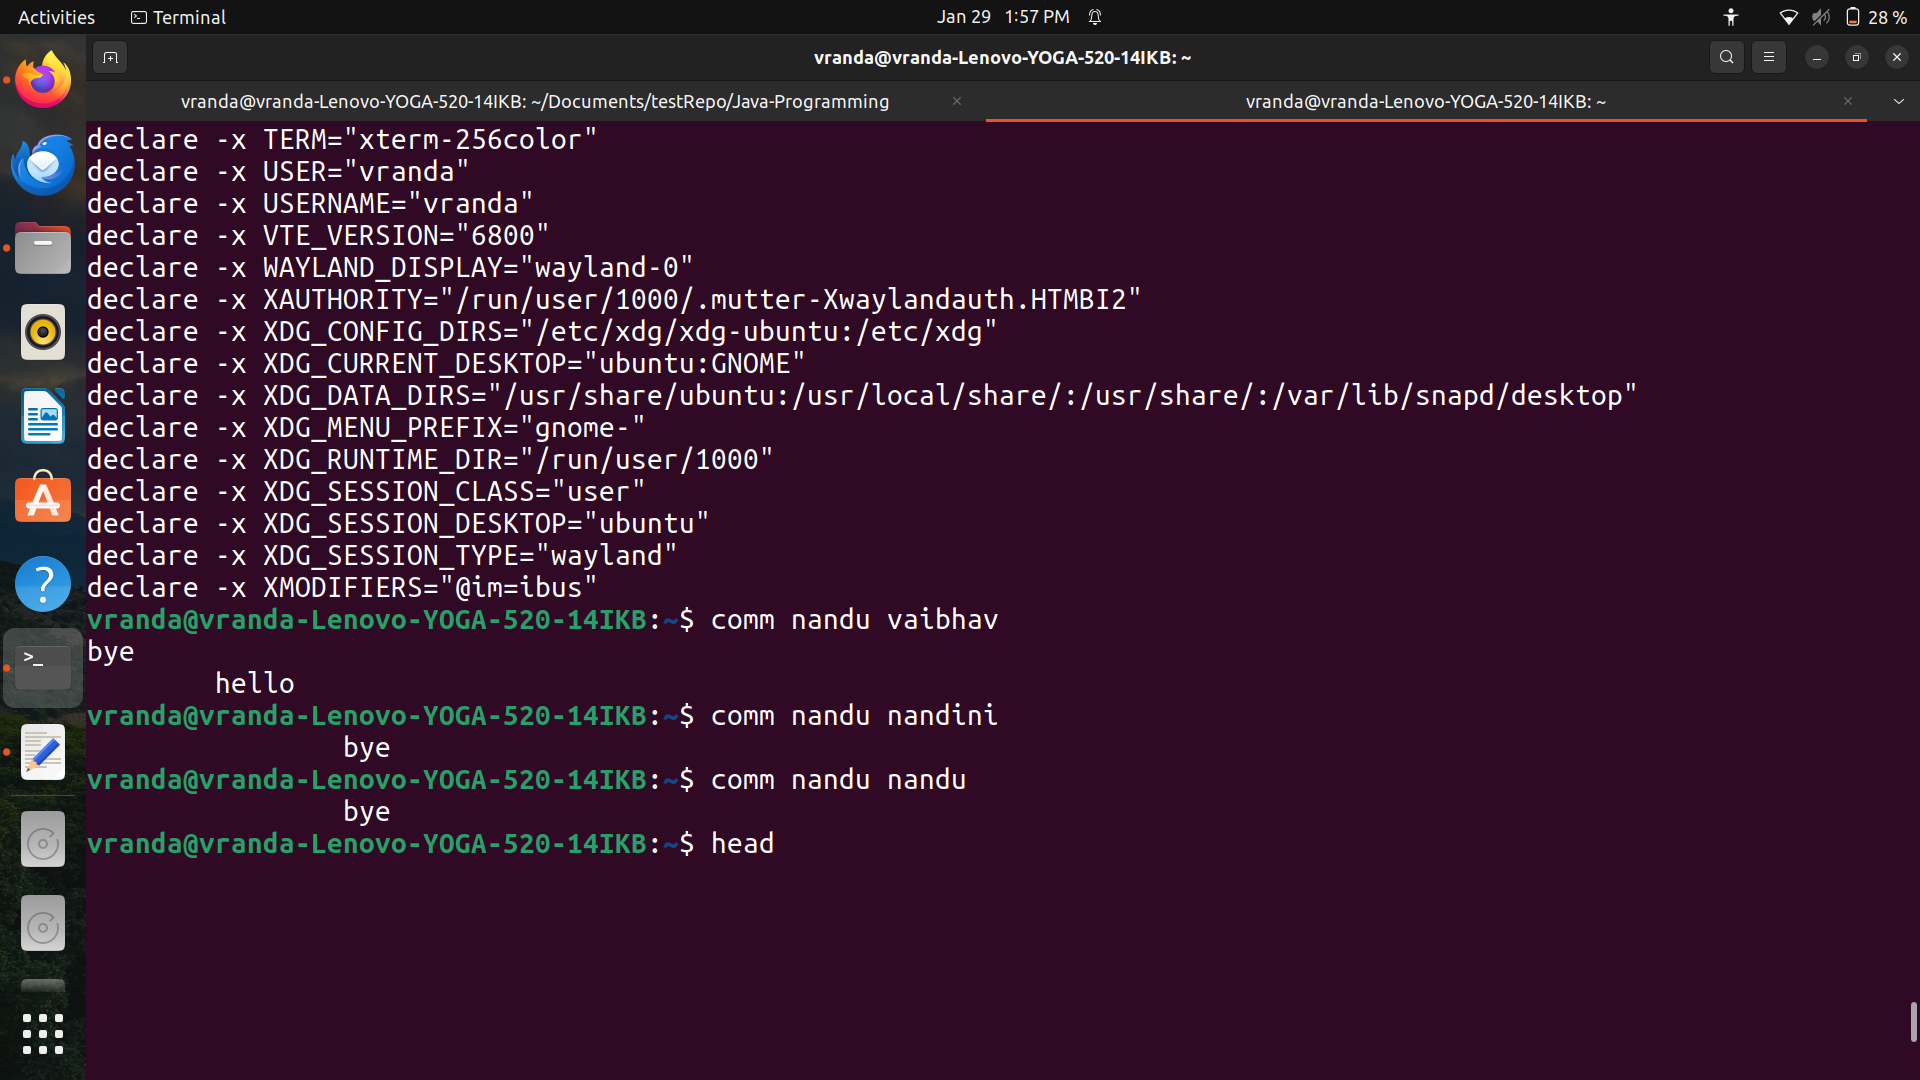 Activities Terminal Jan 29 1:57 PM 28 %
vranda@vranda-Lenovo-YOGA-520-14IKB: ~
vranda@vranda-Lenovo-YOGA-520-14IKB: ~/Documents/testRepo/Java-Programming × vranda@vranda-Lenovo-YOGA-520-14IKB: ~ ×
declare -x TERM="xterm-256color"
declare -x USER="vranda"
declare -x USERNAME="vranda"
declare -x VTE_VERSION="6800"
declare -x WAYLAND_DISPLAY="wayland-0"
declare -x XAUTHORITY="/run/user/1000/.mutter-Xwaylandauth.HTMBI2"
declare -x XDG_CONFIG_DIRS="/etc/xdg/xdg-ubuntu:/etc/xdg"
declare -x XDG_CURRENT_DESKTOP="ubuntu:GNOME"
declare -x XDG_DATA_DIRS="/usr/share/ubuntu:/usr/local/share/:/usr/share/:/var/lib/snapd/desktop"
declare -x XDG_MENU_PREFIX="gnome-"
declare -x XDG_RUNTIME_DIR="/run/user/1000"
declare -x XDG_SESSION_CLASS="user"
declare -x XDG_SESSION_DESKTOP="ubuntu"
declare -x XDG_SESSION_TYPE="wayland"
declare -x XMODIFIERS="@im=ibus"
vranda@vranda-Lenovo-YOGA-520-14IKB:~$ comm nandu vaibhav
bye
        hello
vranda@vranda-Lenovo-YOGA-520-14IKB:~$ comm nandu nandini
                bye
vranda@vranda-Lenovo-YOGA-520-14IKB:~$ comm nandu nandu
                bye
vranda@vranda-Lenovo-YOGA-520-14IKB:~$ head